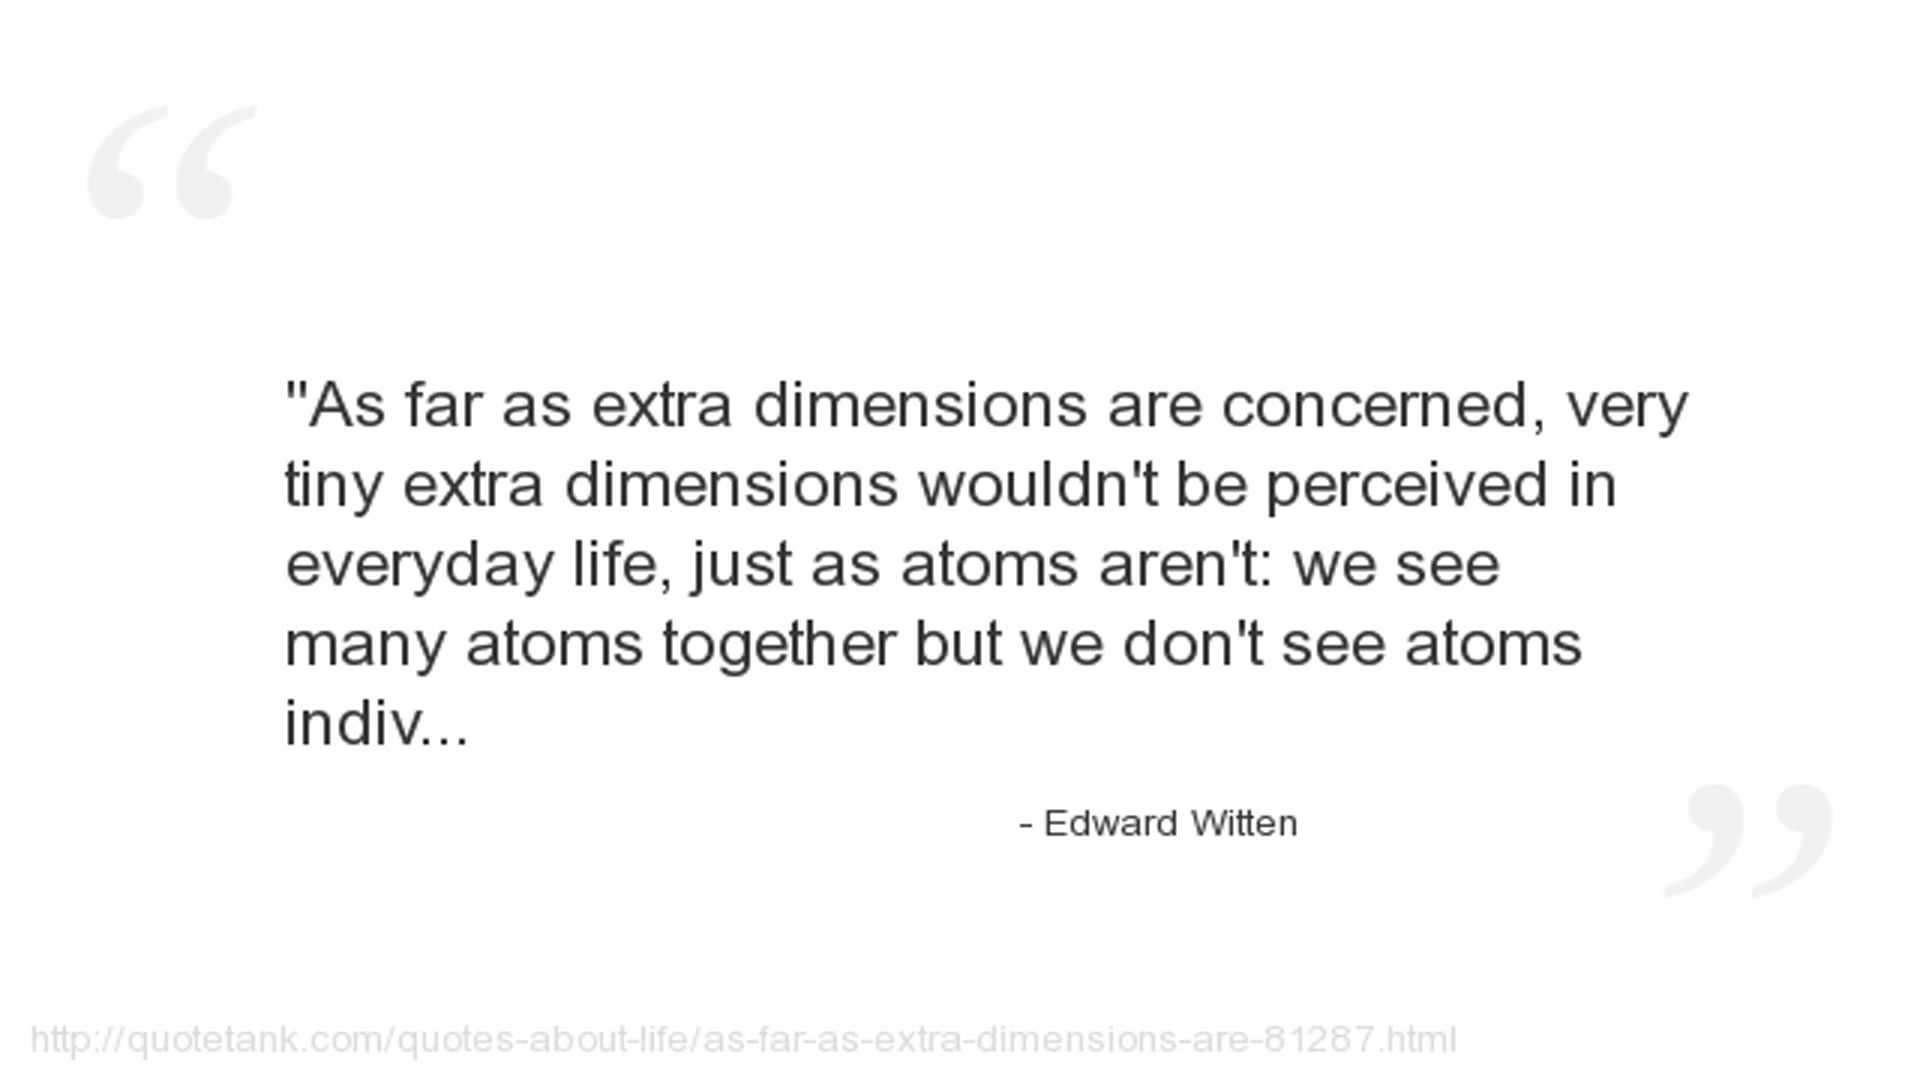 "As far as extra dimensions are concerned, very
tiny extra dimensions wouldn't be perceived in
everyday life, just as atoms aren't: we see
many atoms together but we don't see atoms
indiv...
- Edward Witten
http://quotetank.com/quotes-about-life/as-far-as-extra-dimensions-are-81287.html